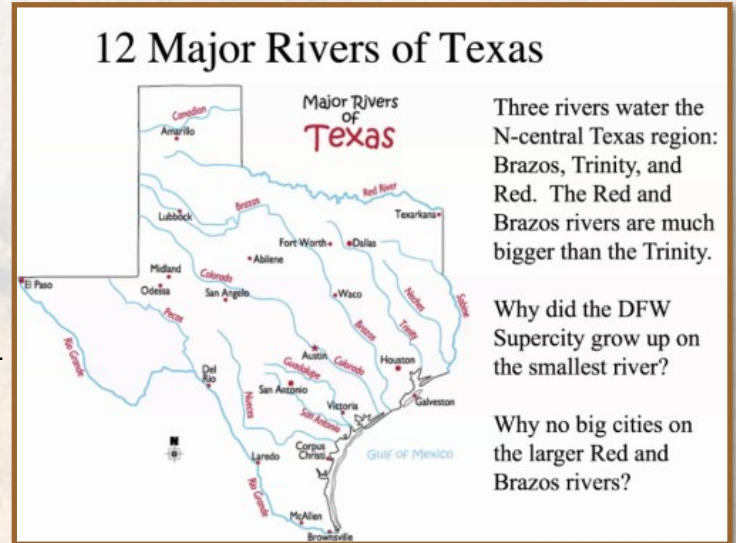 12 Major Rivers of Texas
Major Rivers
of
Texas
Three rivers water the
N-central Texas region:
Brazos, Trinity, and
Red. The Red and
Brazos rivers are much
bigger than the Trinity.
Why did the DFW
Supercity grow up on
the smallest river?
Why no big cities on
the larger Red and
Brazos rivers?
Canadian
Amarillo
Red River
Brazos
Lubbock
Texarkana
Fort Worth
Dallas
Abilene
Midland
Odessa
Colorado
San Angelo
El Paso
Waco
Neches
Sabine
Pecos
Brazos
Trinity
Rio Grande
Austin
Colorado
Houston
Del
Rio
Guadalupe
San Antonio
Galveston
Victoria
Nueces
San Antonio
N
Corpus
Christi
Gulf of Mexico
Laredo
Rio Grande
McAllen
Brownsville